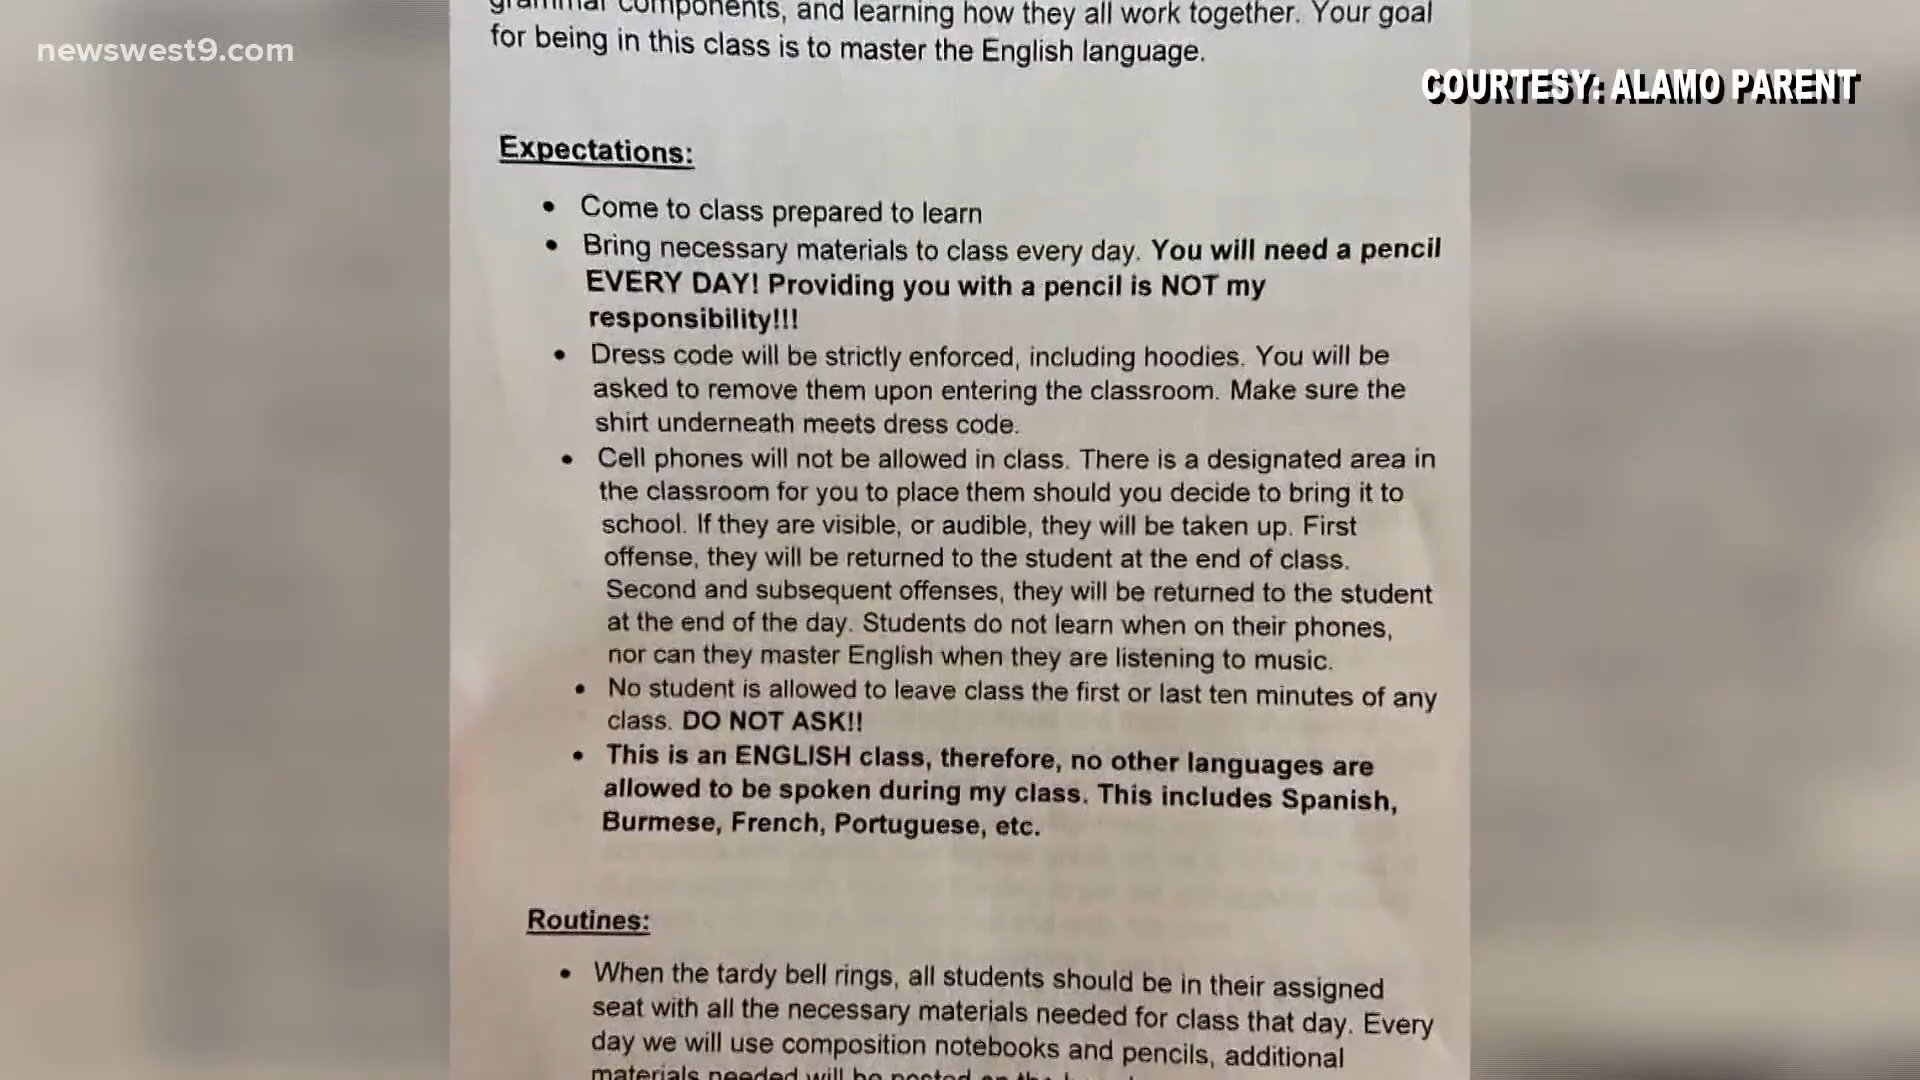 newswest9.com
COURTESY: ALAMO PARENT
grammar components, and learning how they all work together. Your goal
for being in this class is to master the English language.
Expectations:
• Come to class prepared to learn
• Bring necessary materials to class every day. You will need a pencil
EVERY DAY! Providing you with a pencil is NOT my
responsibility!!!
• Dress code will be strictly enforced, including hoodies. You will be
asked to remove them upon entering the classroom. Make sure the
shirt underneath meets dress code.
• Cell phones will not be allowed in class. There is a designated area in
the classroom for you to place them should you decide to bring it to
school. If they are visible, or audible, they will be taken up. First
offense, they will be returned to the student at the end of class.
Second and subsequent offenses, they will be returned to the student
at the end of the day. Students do not learn when on their phones,
nor can they master English when they are listening to music.
• No student is allowed to leave class the first or last ten minutes of any
class. DO NOT ASK!!
• This is an ENGLISH class, therefore, no other languages are
allowed to be spoken during my class. This includes Spanish,
Burmese, French, Portuguese, etc.
Routines:
• When the tardy bell rings, all students should be in their assigned
seat with all the necessary materials needed for class that day. Every
day we will use composition notebooks and pencils, additional
materials needed will be posted on the